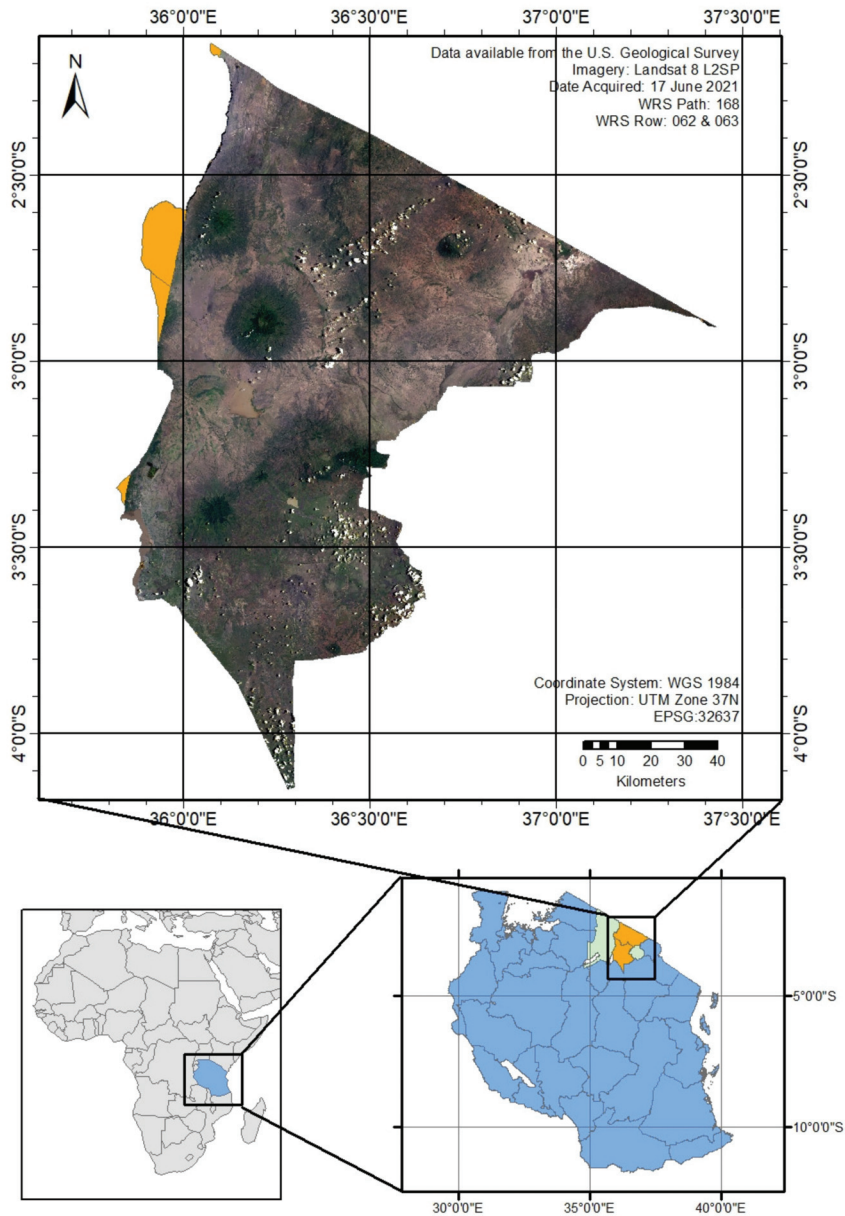 36°0'0"E 36°30'0"E 37°0'0"E 37°30'0"E
N
Data available from the U.S. Geological Survey
Imagery: Landsat 8 L2SP
Date Acquired: 17 June 2021
WRS Path: 168
WRS Row: 062 & 063
2°30'0"S 2°30'0"S
3°0'0"S 3°0'0"S
3°30'0"S 3°30'0"S
4°0'0"S 4°0'0"S
Coordinate System: WGS 1984
Projection: UTM Zone 37N
EPSG:32637
0 5 10 20 30 40
Kilometers
36°0'0"E 36°30'0"E 37°0'0"E 37°30'0"E
5°0'0"S
10°0'0"S
30°0'0"E 35°0'0"E 40°0'0"E